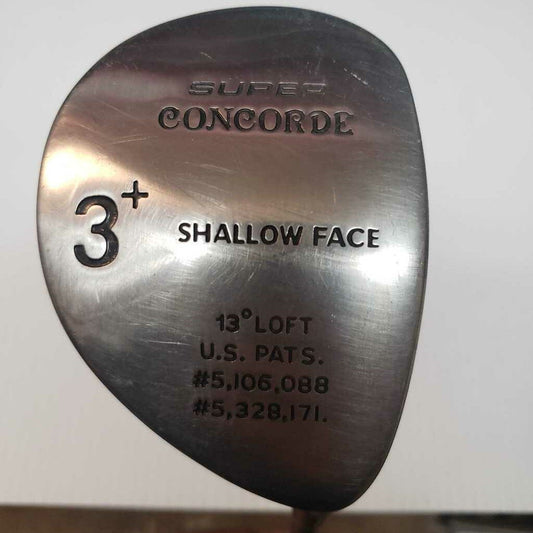 SUPER
CONCORDE
3+
SHALLOW FACE
13° LOFT
U.S. PATS.
#5,106,088
#5,328,171.